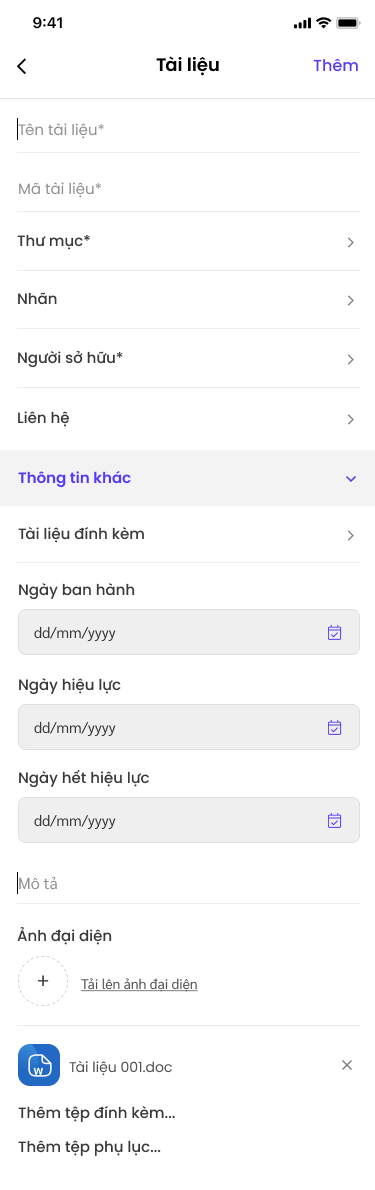 9:41
Tài liệu
Thêm
Tên tài liệu*
Mã tài liệu*
Thư mục*
Nhãn
Người sở hữu*
Liên hệ
Thông tin khác
Tài liệu đính kèm
Ngày ban hành
dd/mm/yyyy
Ngày hiệu lực
dd/mm/yyyy
Ngày hết hiệu lực
dd/mm/yyyy
Mô tả
Ảnh đại diện
+
Tải lên ảnh đại diện
W
Tài liệu 001.doc
Thêm tệp đính kèm...
Thêm tệp phụ lục...